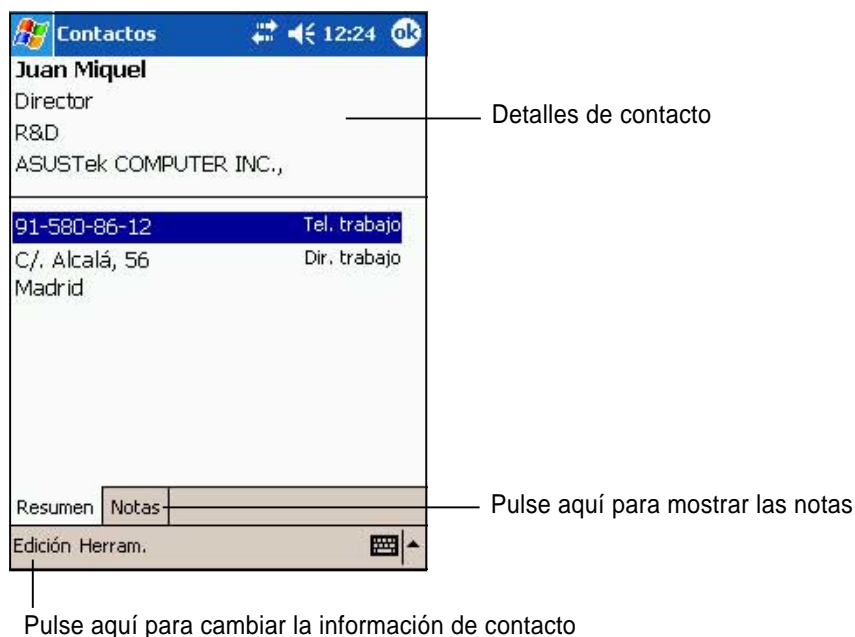 Contactos 12:24 ok
Juan Miquel
Director
R&D
ASUSTek COMPUTER INC.,
Detalles de contacto
91-580-86-12 Tel. trabajo
C/. Alcalá, 56 Dir. trabajo
Madrid
Resumen Notas
Pulse aquí para mostrar las notas
Edición Herram.
Pulse aquí para cambiar la información de contacto